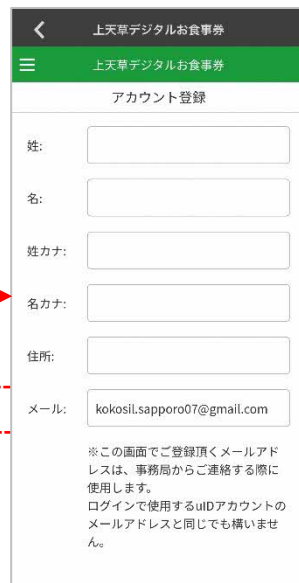 上天草デジタルお食事券
上天草デジタルお食事券
アカウント登録
姓:
名:
姓カナ:
名カナ:
住所:
メール: kokosil.sapporo07@gmail.com
※この画面でご登録頂くメールアド
レスは、事務局からご連絡する際に
使用します。
ログインで使用するuIDアカウントの
メールアドレスと同じでも構いませ
ん。